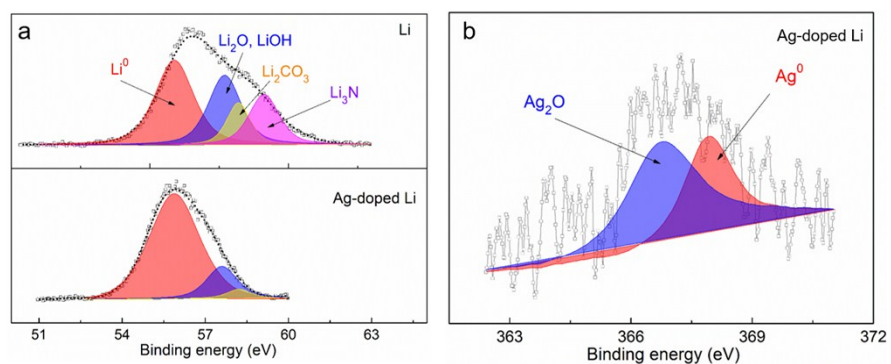 a
Li
Li⁰
Li₂O, LiOH
Li₂CO₃
Li₃N
Ag-doped Li
51 54 57 60 63
Binding energy (eV)
b
Ag-doped Li
Ag₂O
Ag⁰
363 366 369 372
Binding energy (eV)